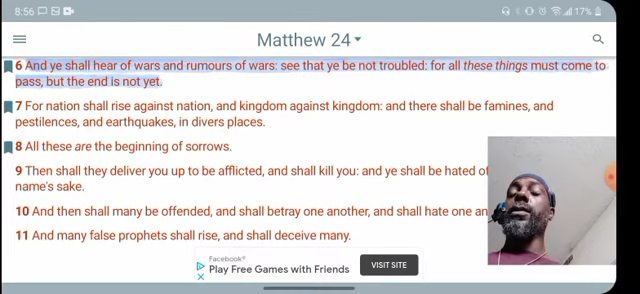 8:56 17%
Matthew 24
6 And ye shall hear of wars and rumours of wars: see that ye be not troubled: for all these things must come to
pass, but the end is not yet.
7 For nation shall rise against nation, and kingdom against kingdom: and there shall be famines, and
pestilences, and earthquakes, in divers places.
8 All these are the beginning of sorrows.
9 Then shall they deliver you up to be afflicted, and shall kill you: and ye shall be hated of
name's sake.
10 And then shall many be offended, and shall betray one another, and shall hate one an
11 And many false prophets shall rise, and shall deceive many.
Facebook®
Play Free Games with Friends
VISIT SITE